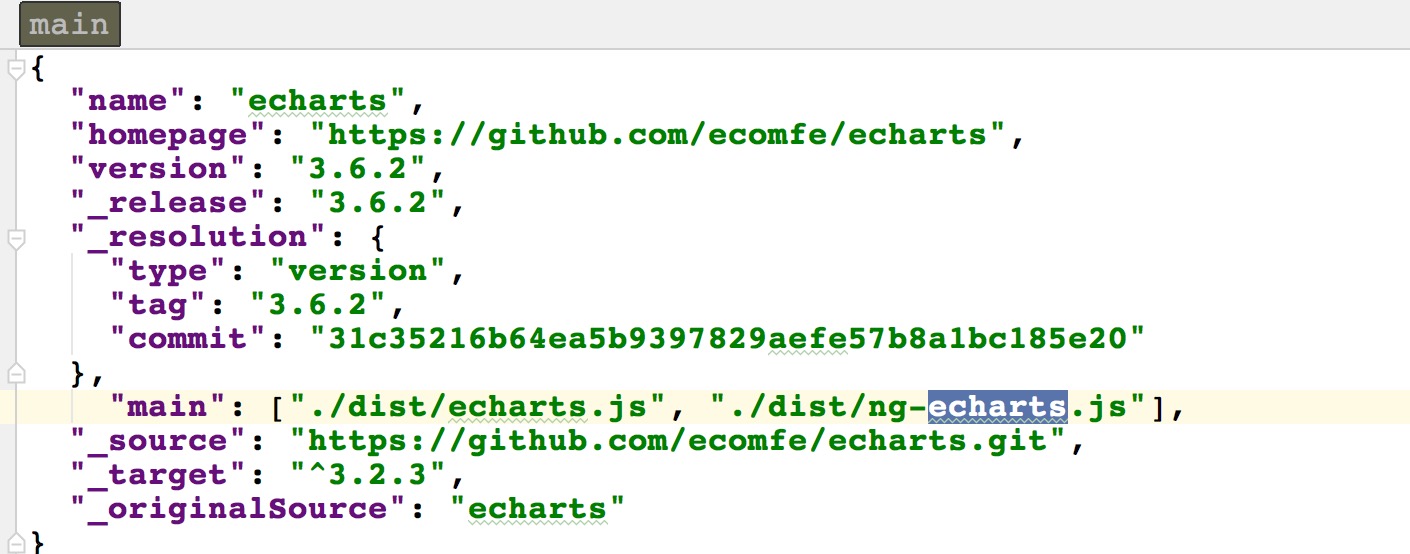 main
{
"name": "echarts",
"homepage": "https://github.com/ecomfe/echarts",
"version": "3.6.2",
"_release": "3.6.2",
"_resolution": {
"type": "version",
"tag": "3.6.2",
"commit": "31c35216b64ea5b9397829aefe57b8a1bc185e20"
},
"main": ["./dist/echarts.js", "./dist/ng-echarts.js"],
"_source": "https://github.com/ecomfe/echarts.git",
"_target": "^3.2.3",
"_originalSource": "echarts"
}